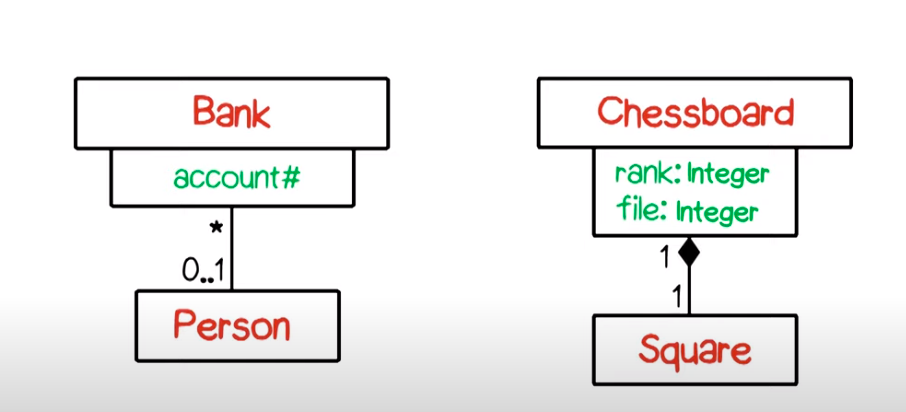 Bank
account#
*
0..1
Person
Chessboard
rank: Integer
file: Integer
1
1
Square